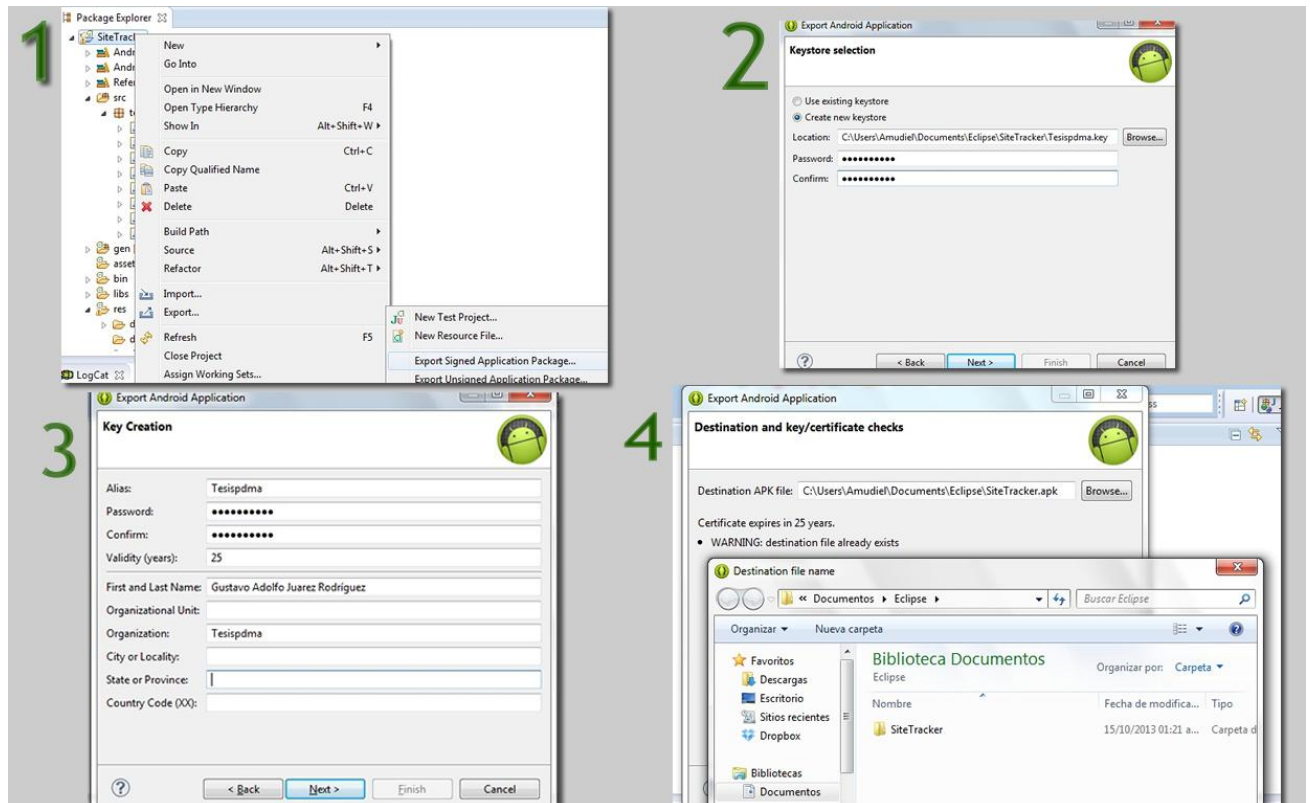 1
Package Explorer
SiteTrac
Andr
Andr
Refer
src
gen
asset
bin
libs
res
LogCat
New
Go Into
Open in New Window
Open Type Hierarchy F4
Show In Alt+Shift+W
Copy Ctrl+C
Copy Qualified Name
Paste Ctrl+V
Delete Delete
Build Path
Source Alt+Shift+S
Refactor Alt+Shift+T
Import...
Export...
Refresh F5
Close Project
Assign Working Sets...
New Test Project...
New Resource File...
Export Signed Application Package...
Export Unsigned Application Package...
2
Export Android Application
Keystore selection
Use existing keystore
Create new keystore
Location: C:\Users\Amudiel\Documents\Eclipse\SiteTracker\Tesispdma.key Browse...
Password: ●●●●●●●●●●
Confirm: ●●●●●●●●●●
? < Back Next > Finish Cancel
3
Export Android Application
Key Creation
Alias: Tesispdma
Password: ●●●●●●●●●●
Confirm: ●●●●●●●●●●
Validity (years): 25
First and Last Name: Gustavo Adolfo Juarez Rodríguez
Organizational Unit:
Organization: Tesispdma
City or Locality:
State or Province:
Country Code (XX):
? < Back Next > Finish Cancel
4
Export Android Application
Destination and key/certificate checks
Destination APK file: C:\Users\Amudiel\Documents\Eclipse\SiteTracker.apk Browse...
Certificate expires in 25 years.
• WARNING: destination file already exists
Destination file name
« Documentos Eclipse Buscar Eclipse
Organizar Nueva carpeta
Favoritos
Descargas
Escritorio
Sitios recientes
Dropbox
Bibliotecas
Documentos
Biblioteca Documentos
Eclipse
Organizar por: Carpeta
Nombre Fecha de modifica... Tipo
SiteTracker 15/10/2013 01:21 a... Carpeta d